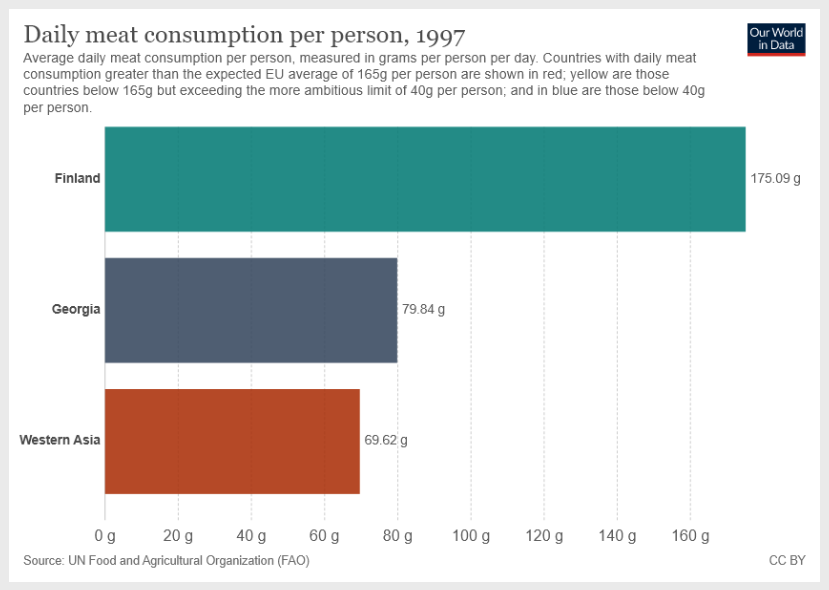 Daily meat consumption per person, 1997
Our World
in Data
Average daily meat consumption per person, measured in grams per person per day. Countries with daily meat
consumption greater than the expected EU average of 165g per person are shown in red; yellow are those
countries below 165g but exceeding the more ambitious limit of 40g per person; and in blue are those below 40g
per person.
Finland
175.09 g
Georgia
79.84 g
Western Asia
69.62 g
0 g 20 g 40 g 60 g 80 g 100 g 120 g 140 g 160 g
Source: UN Food and Agricultural Organization (FAO)
CC BY